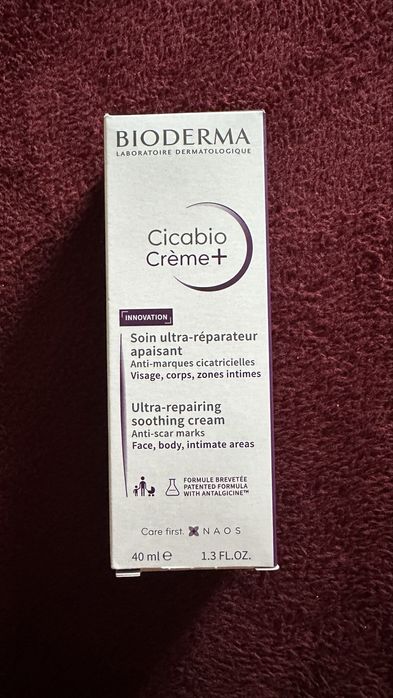 BIODERMA
LABORATOIRE DERMATOLOGIQUE
Cicabio
Crème+
INNOVATION
Soin ultra-réparateur
apaisant
Anti-marques cicatricielles
Visage, corps, zones intimes
Ultra-repairing
soothing cream
Anti-scar marks
Face, body, intimate areas
FORMULE BREVETÉE
PATENTED FORMULA
WITH ANTALGICINE™
Care first. NAOS
40 ml ℮ 1.3 FL.OZ.